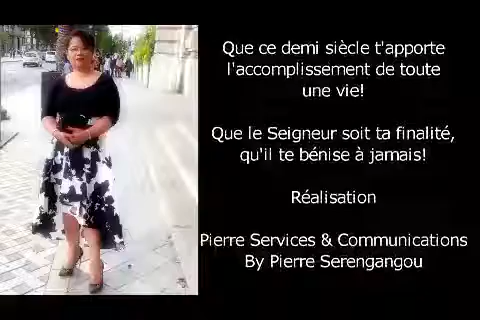 Que ce demi siècle t'apporte
l'accomplissement de toute
une vie!
Que le Seigneur soit ta finalité,
qu'il te bénise à jamais!
Réalisation
Pierre Services & Communications
By Pierre Serengangou